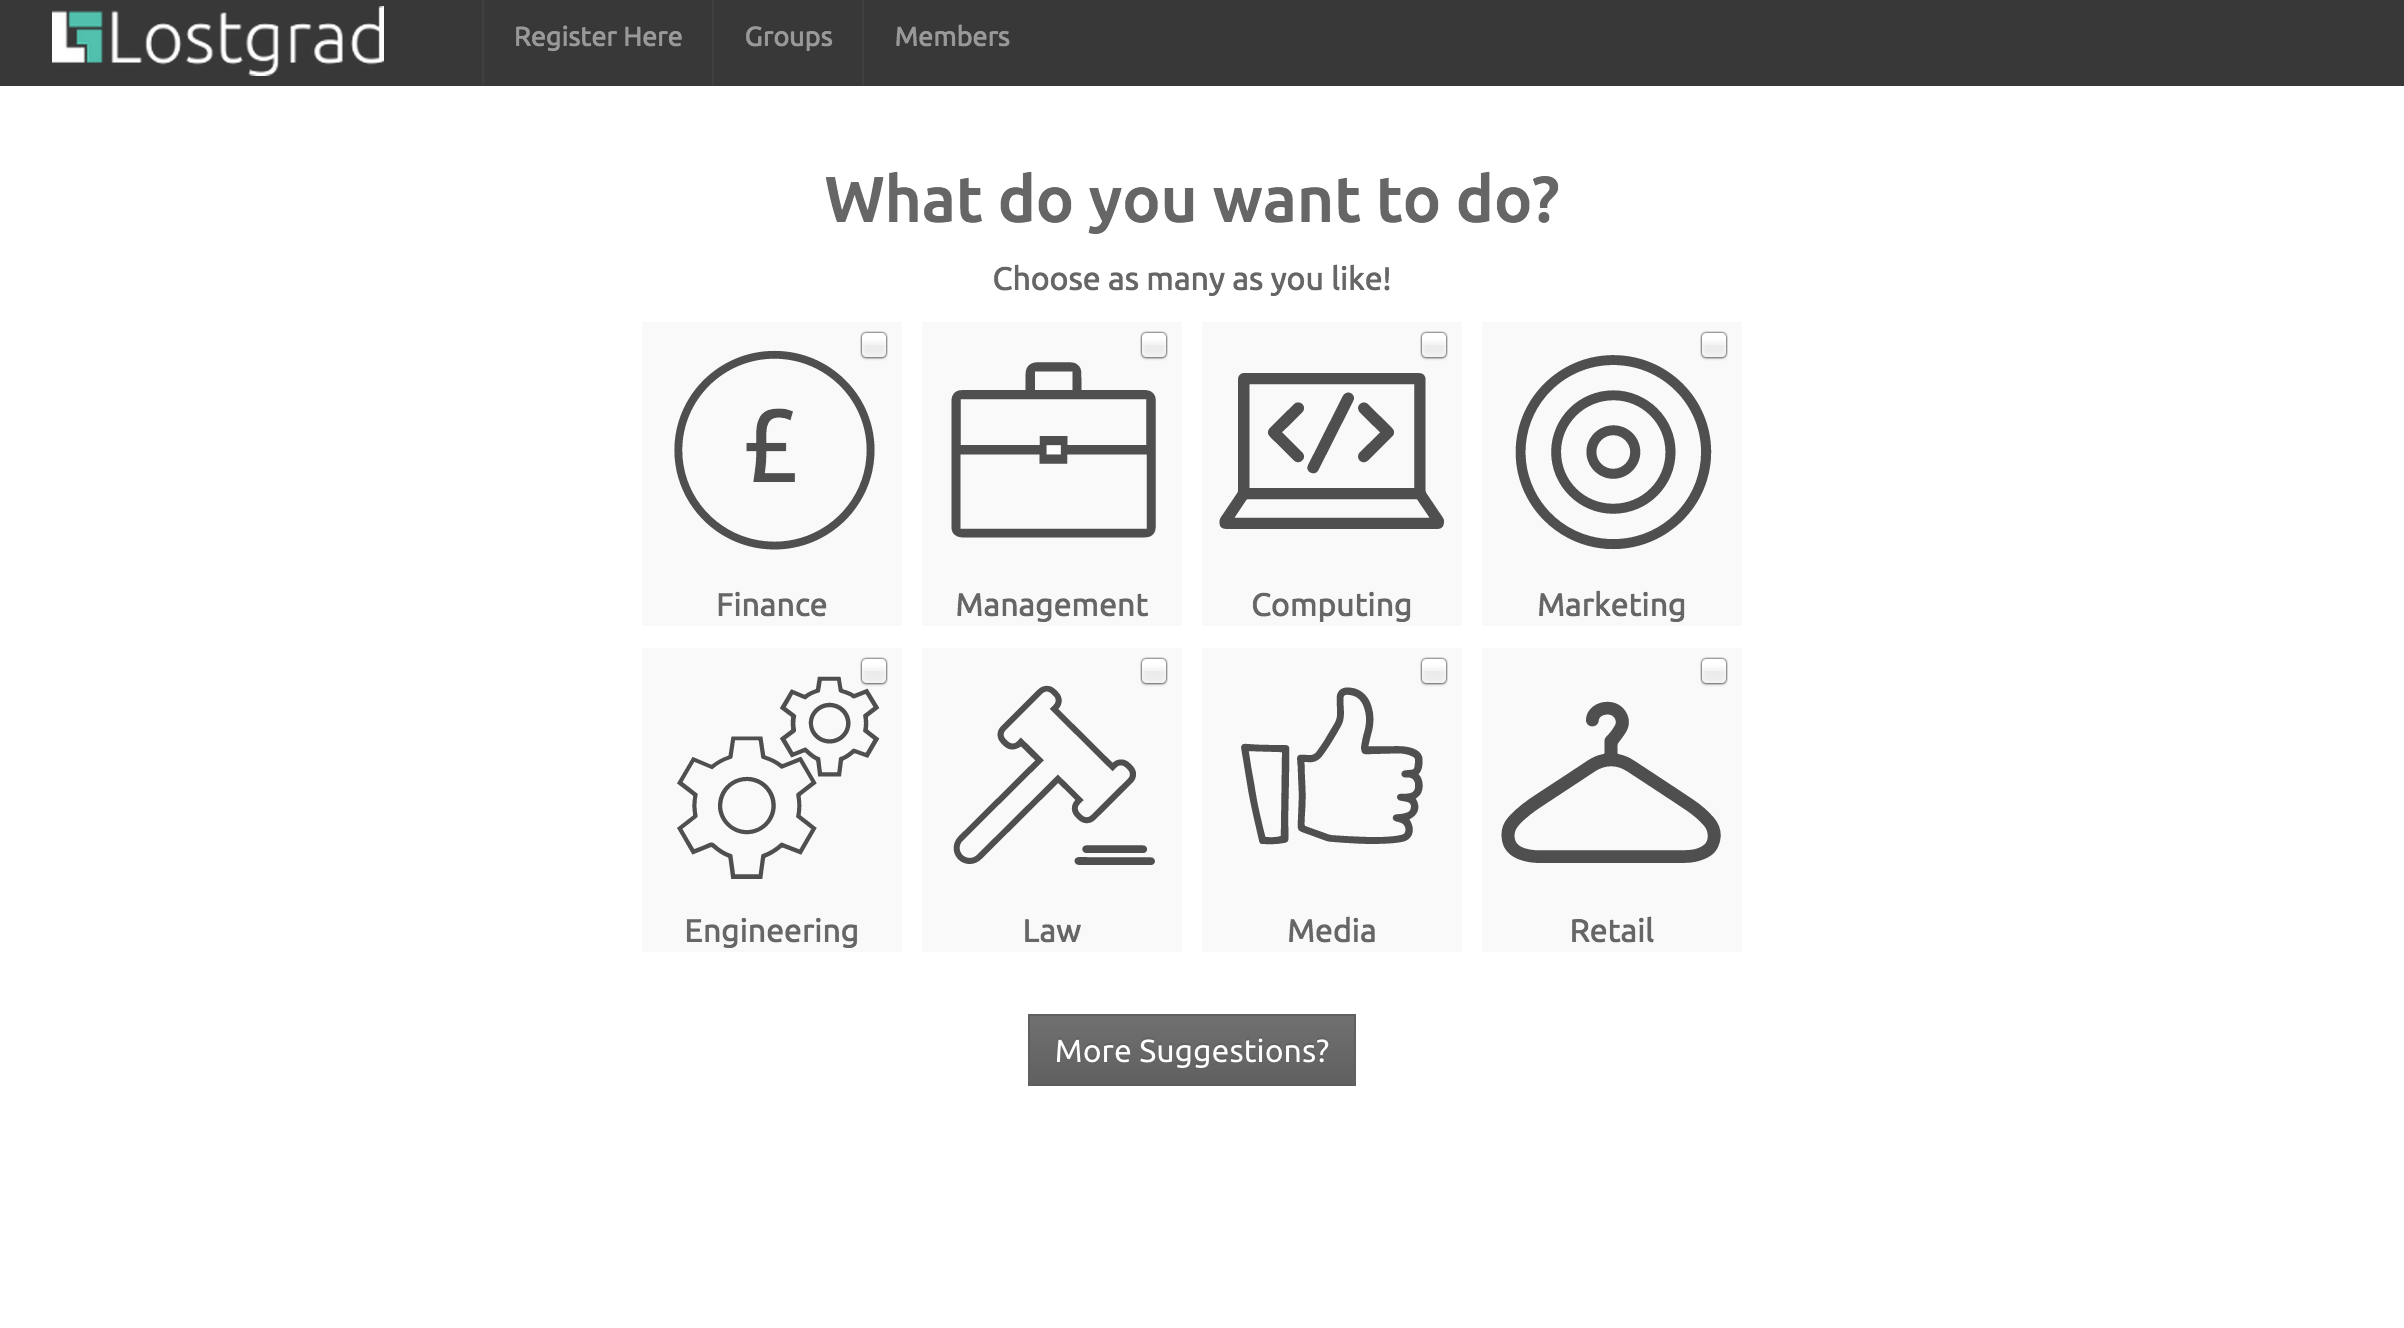 Lostgrad
Register Here
Groups
Members
What do you want to do?
Choose as many as you like!
£
</>
Finance
Management
Computing
Marketing
Engineering
Law
Media
Retail
More Suggestions?